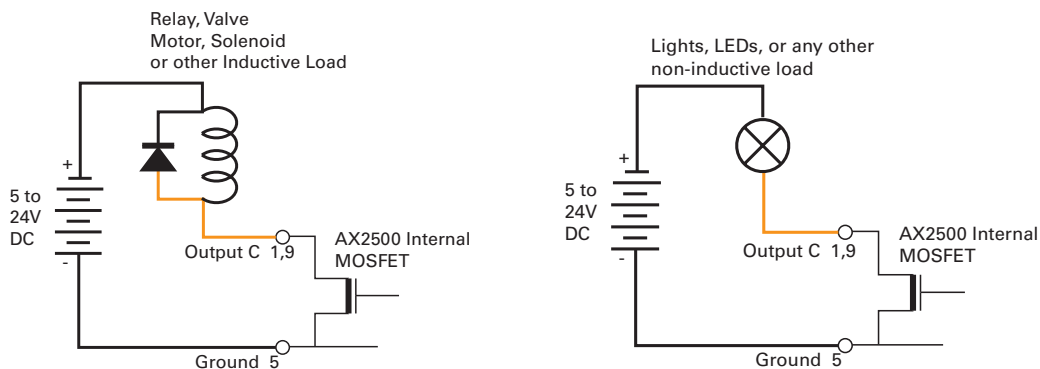 Relay, Valve
Motor, Solenoid
or other Inductive Load
+
5 to
24V
DC
-
Output C 1,9
AX2500 Internal
MOSFET
Ground 5
Lights, LEDs, or any other
non-inductive load
+
5 to
24V
DC
-
Output C 1,9
AX2500 Internal
MOSFET
Ground 5